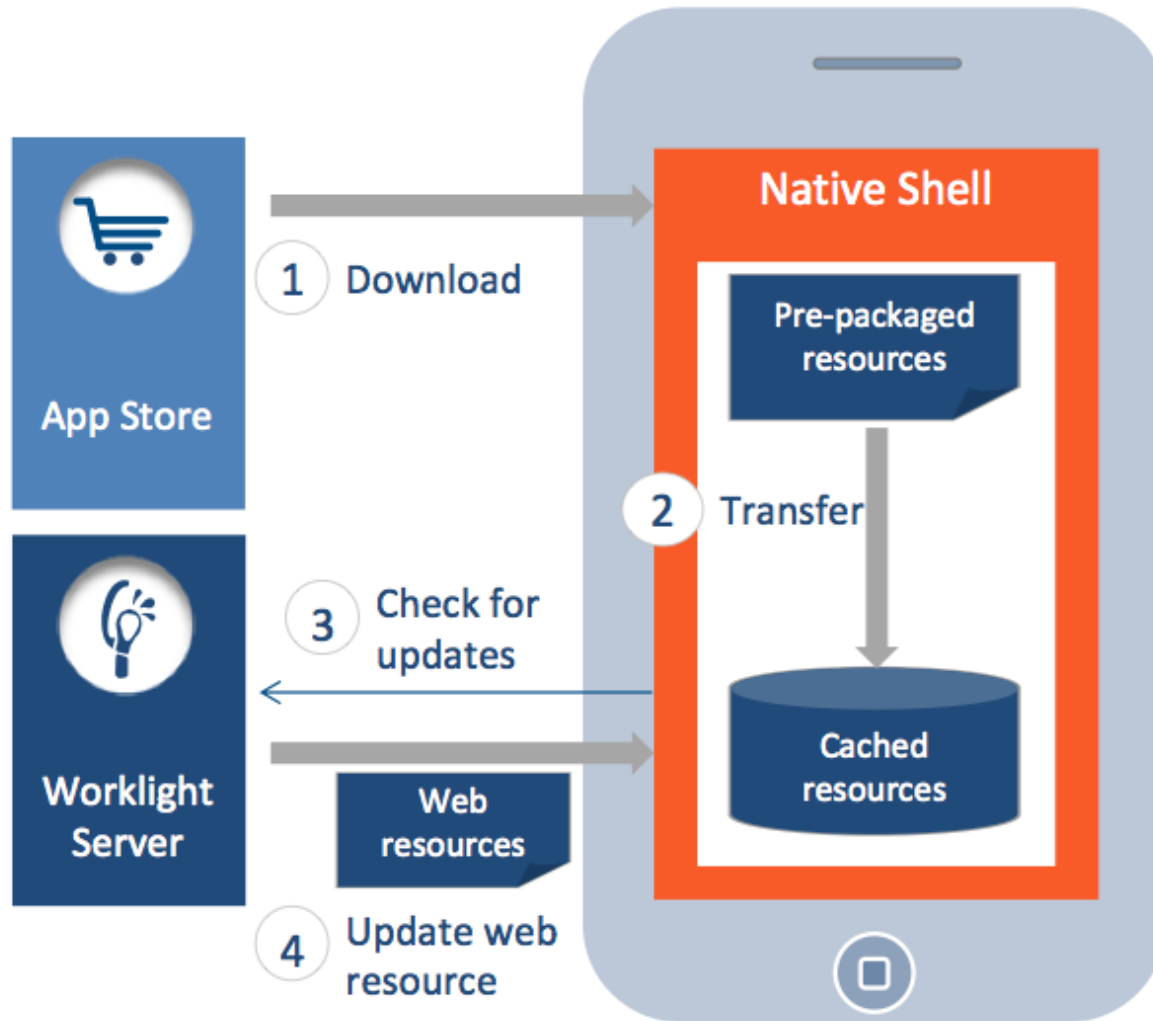 Native Shell
1 Download
App Store
Pre-packaged
resources
2 Transfer
3 Check for
updates
Cached
resources
Worklight
Server
Web
resources
4 Update web
resource